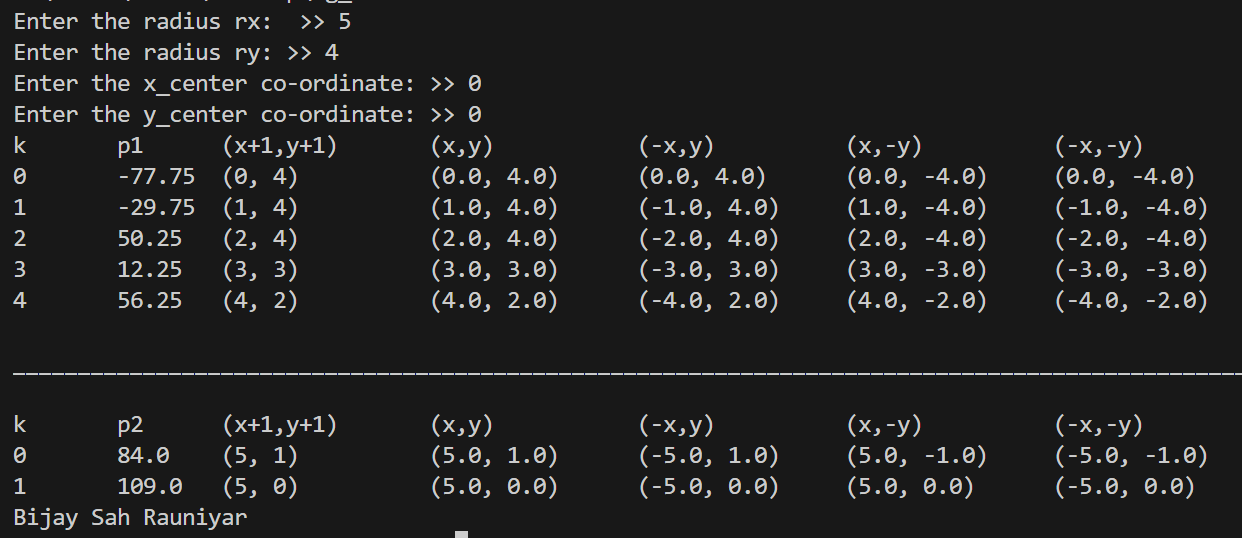 Enter the radius rx:  >> 5
Enter the radius ry: >> 4
Enter the x_center co-ordinate: >> 0
Enter the y_center co-ordinate: >> 0
k       p1      (x+1,y+1)       (x,y)           (-x,y)          (x,-y)          (-x,-y)
0       -77.75  (0, 4)          (0.0, 4.0)      (0.0, 4.0)      (0.0, -4.0)     (0.0, -4.0)
1       -29.75  (1, 4)          (1.0, 4.0)      (-1.0, 4.0)     (1.0, -4.0)     (-1.0, -4.0)
2       50.25   (2, 4)          (2.0, 4.0)      (-2.0, 4.0)     (2.0, -4.0)     (-2.0, -4.0)
3       12.25   (3, 3)          (3.0, 3.0)      (-3.0, 3.0)     (3.0, -3.0)     (-3.0, -3.0)
4       56.25   (4, 2)          (4.0, 2.0)      (-4.0, 2.0)     (4.0, -2.0)     (-4.0, -2.0)
k       p2      (x+1,y+1)       (x,y)           (-x,y)          (x,-y)          (-x,-y)
0       84.0    (5, 1)          (5.0, 1.0)      (-5.0, 1.0)     (5.0, -1.0)     (-5.0, -1.0)
1       109.0   (5, 0)          (5.0, 0.0)      (-5.0, 0.0)     (5.0, 0.0)      (-5.0, 0.0)
Bijay Sah Rauniyar